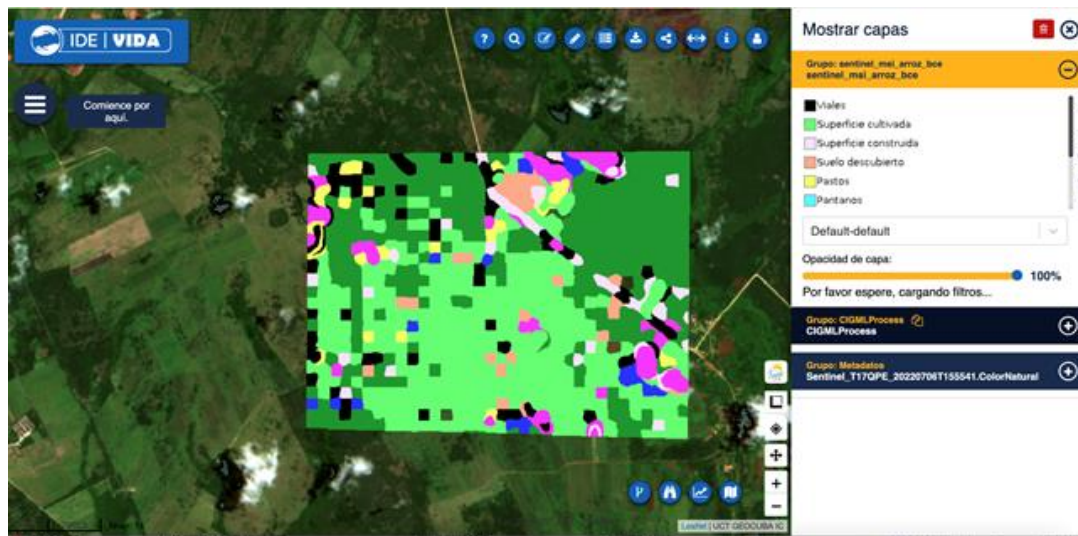 IDE | VIDA
Comience por
aquí.
Mostrar capas
Grupo: sentinel_msi_arroz_bce
sentinel_msi_arroz_bce
Viales
Superficie cultivada
Superficie construida
Suelo descubierto
Pastos
Pantanos
Default-default
Opacidad de capa:
100%
Por favor espere, cargando filtros...
Grupo: CIGMLProcess
CIGMLProcess
Grupo: Metadatos
Sentinel_T17QPE_20220706T155541.ColorNatural
Leaflet | UCT GEOCUBA IC